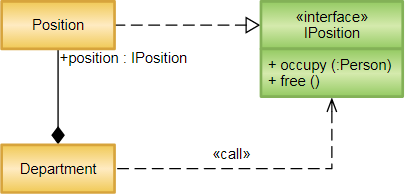 Position
«interface»
IPosition
+position : IPosition
+ occupy (:Person)
+ free ()
«call»
Department